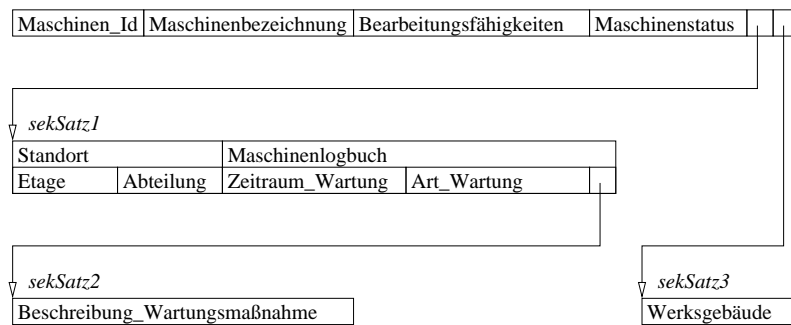 Maschinen_Id Maschinenbezeichnung Bearbeitungsfähigkeiten Maschinenstatus
sekSatz1
Standort Maschinenlogbuch
Etage Abteilung Zeitraum_Wartung Art_Wartung
sekSatz2 sekSatz3
Beschreibung_Wartungsmaßnahme Werksgebäude